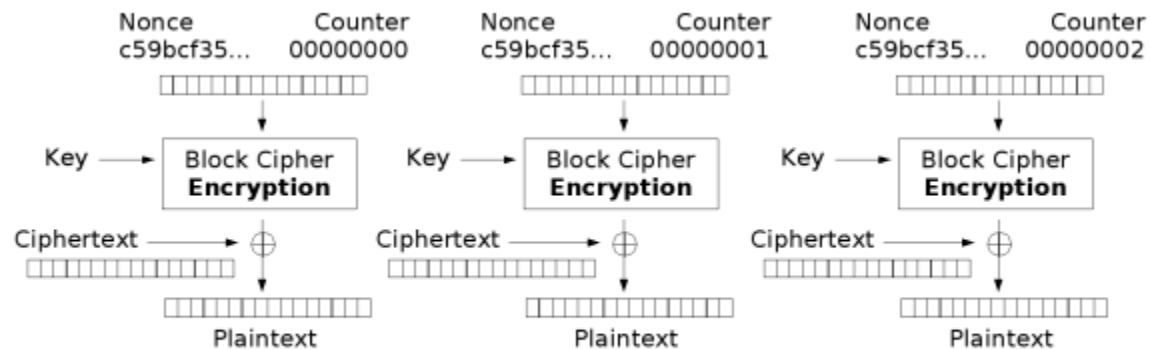 Nonce Counter
c59bcf35... 00000000
Key
Block Cipher
Encryption
Ciphertext
Plaintext
Nonce Counter
c59bcf35... 00000001
Key
Block Cipher
Encryption
Ciphertext
Plaintext
Nonce Counter
c59bcf35... 00000002
Key
Block Cipher
Encryption
Ciphertext
Plaintext